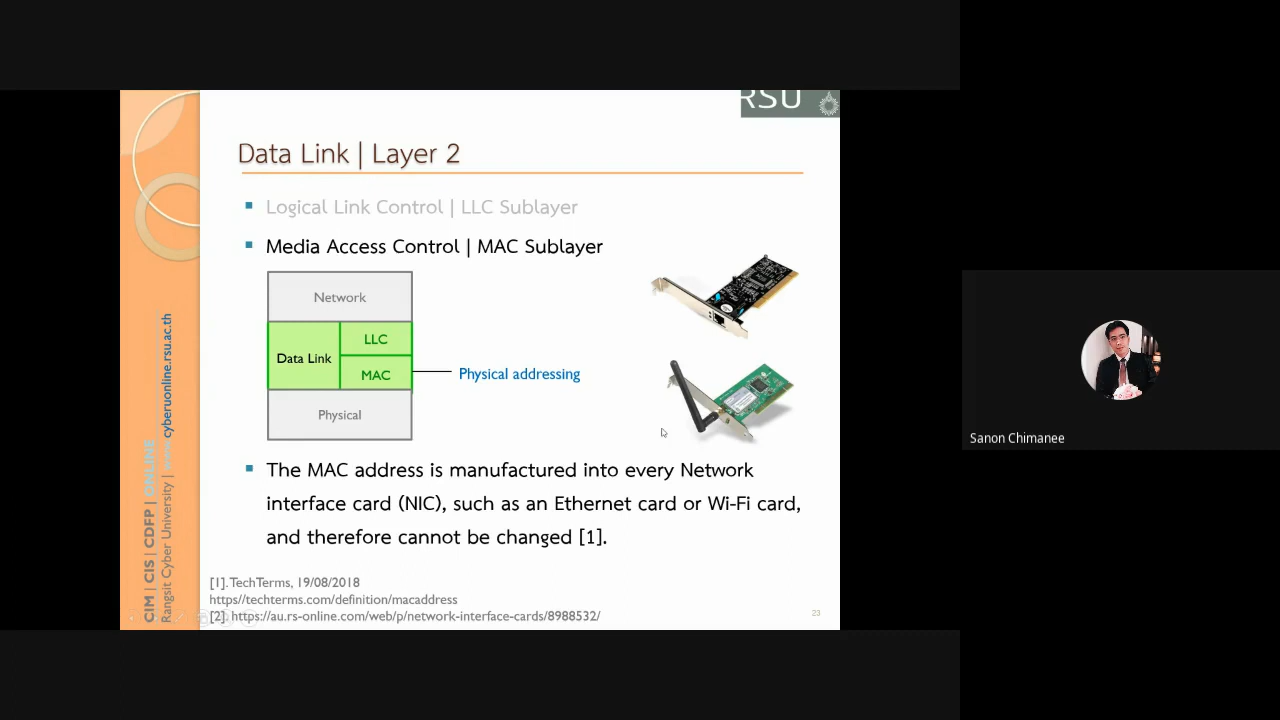 RSU
Data Link | Layer 2
Logical Link Control | LLC Sublayer
Media Access Control | MAC Sublayer
Network
Data Link
LLC
MAC
Physical addressing
Physical
The MAC address is manufactured into every Network
interface card (NIC), such as an Ethernet card or Wi-Fi card,
and therefore cannot be changed [1].
[1]. TechTerms, 19/08/2018
https//techterms.com/definition/macaddress
[2]. https://au.rs-online.com/web/p/network-interface-cards/8988532/
23
CIM | CIS | CDFP | ONLINE
Rangsit Cyber University | www.cyberuonline.rsu.ac.th
Sanon Chimanee